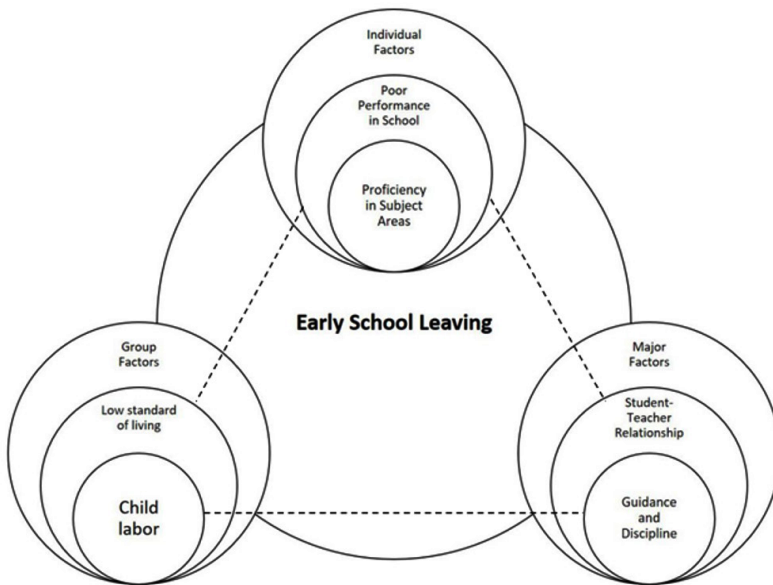 Individual
Factors
Poor
Performance
in School
Proficiency
in Subject
Areas
Early School Leaving
Group
Factors
Low standard
of living
Child
labor
Major
Factors
Student-
Teacher
Relationship
Guidance
and
Discipline